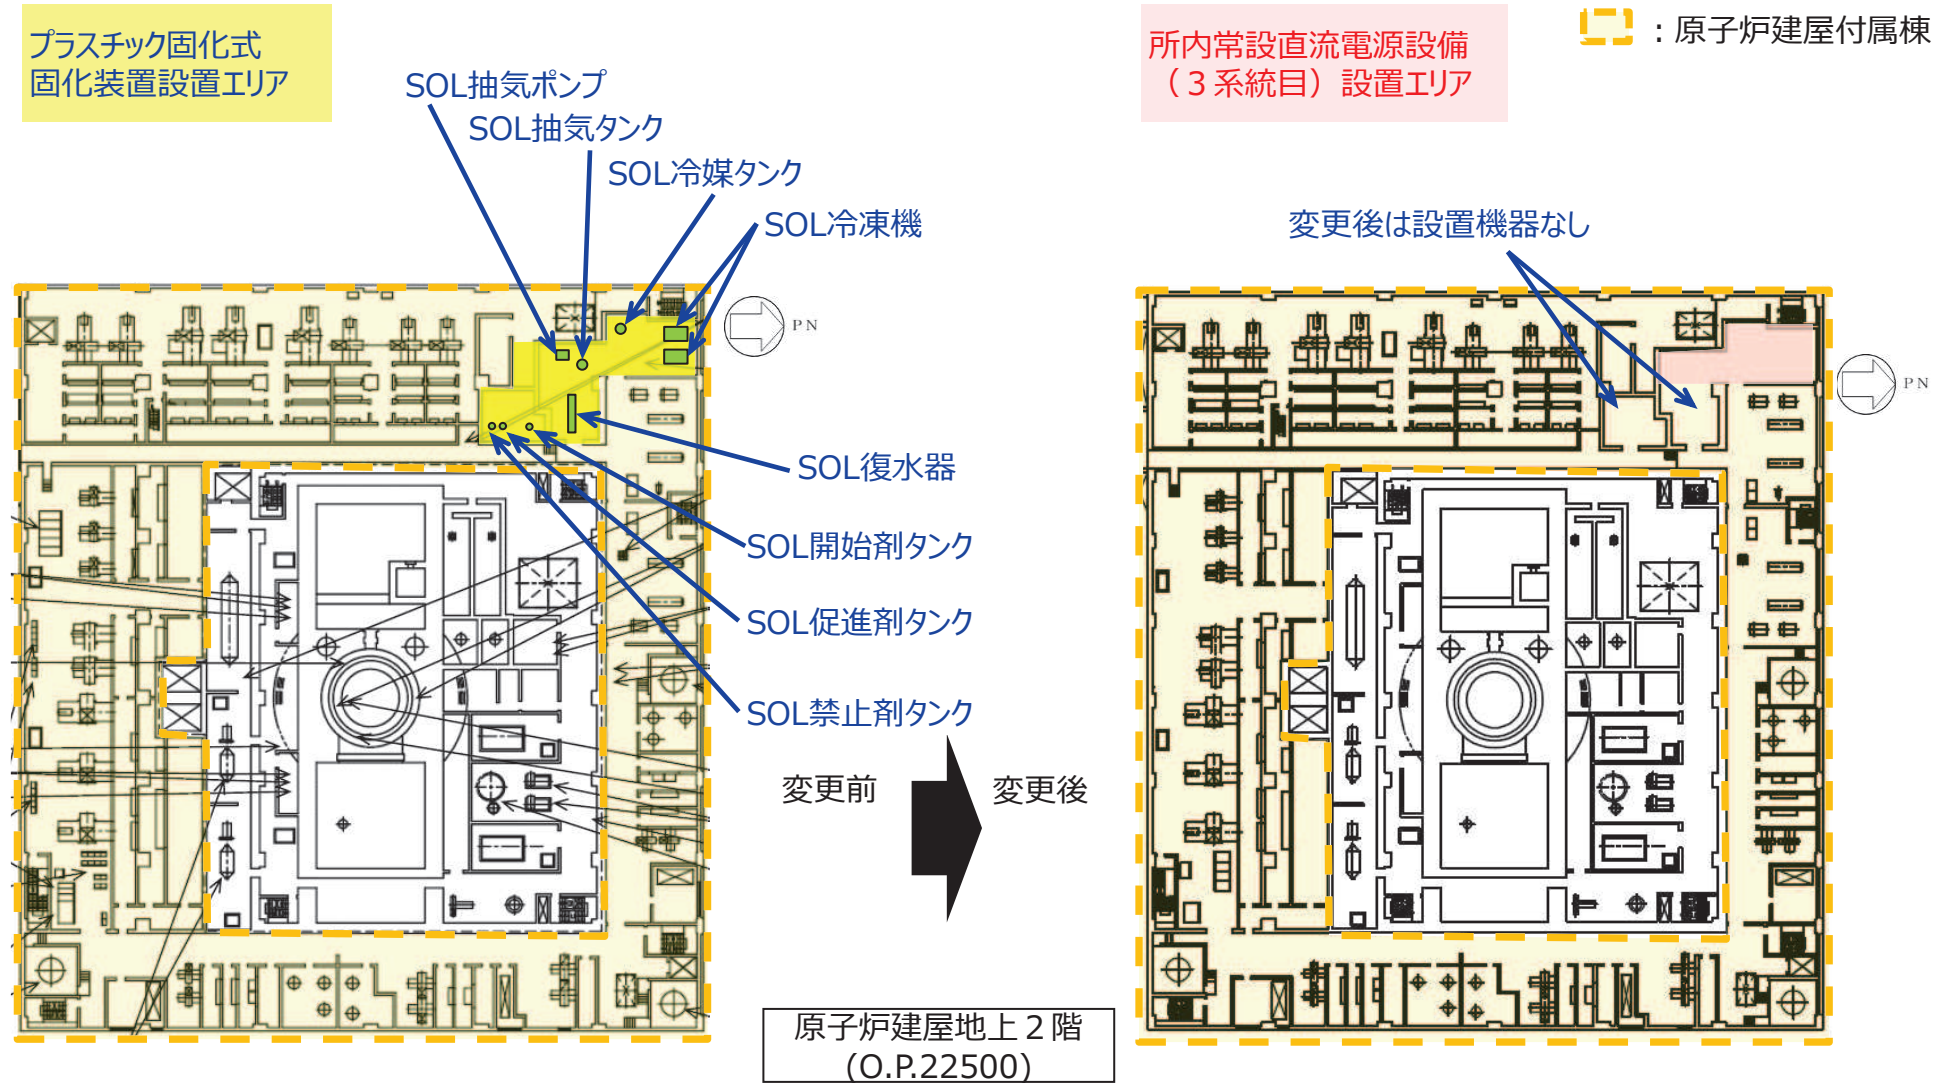 プラスチック固化式
固化装置設置エリア
所内常設直流電源設備
（３系統目）設置エリア
：原子炉建屋付属棟
SOL抽気ポンプ
SOL抽気タンク
SOL冷媒タンク
SOL冷凍機
変更後は設置機器なし
PN
PN
SOL復水器
SOL開始剤タンク
SOL促進剤タンク
SOL禁止剤タンク
変更前
変更後
原子炉建屋地上２階
(O.P.22500)